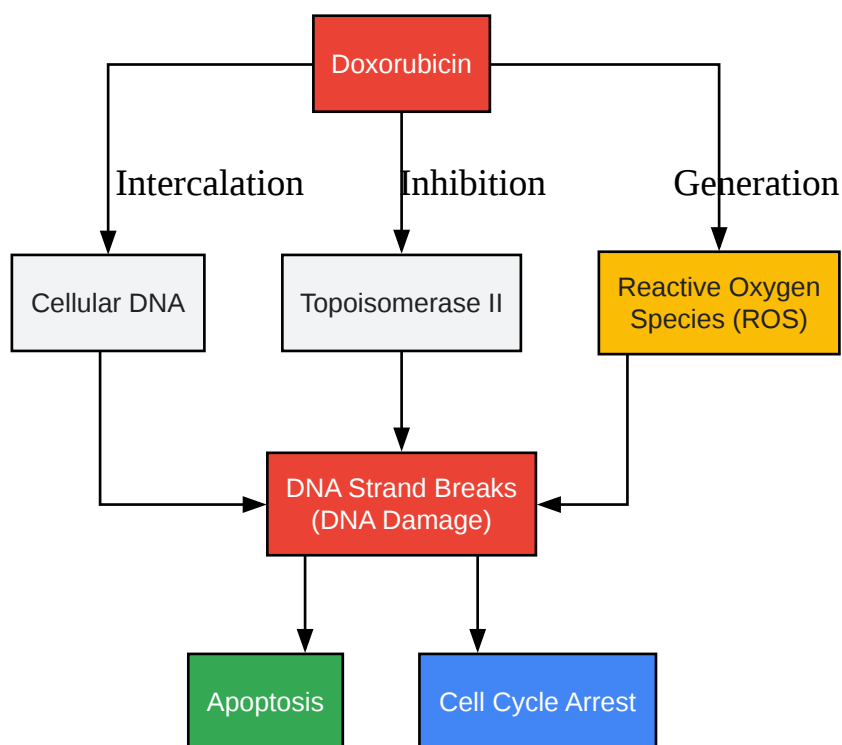 Doxorubicin
Intercalation
Inhibition
Generation
Cellular DNA
Topoisomerase II
Reactive Oxygen
Species (ROS)
DNA Strand Breaks
(DNA Damage)
Apoptosis
Cell Cycle Arrest